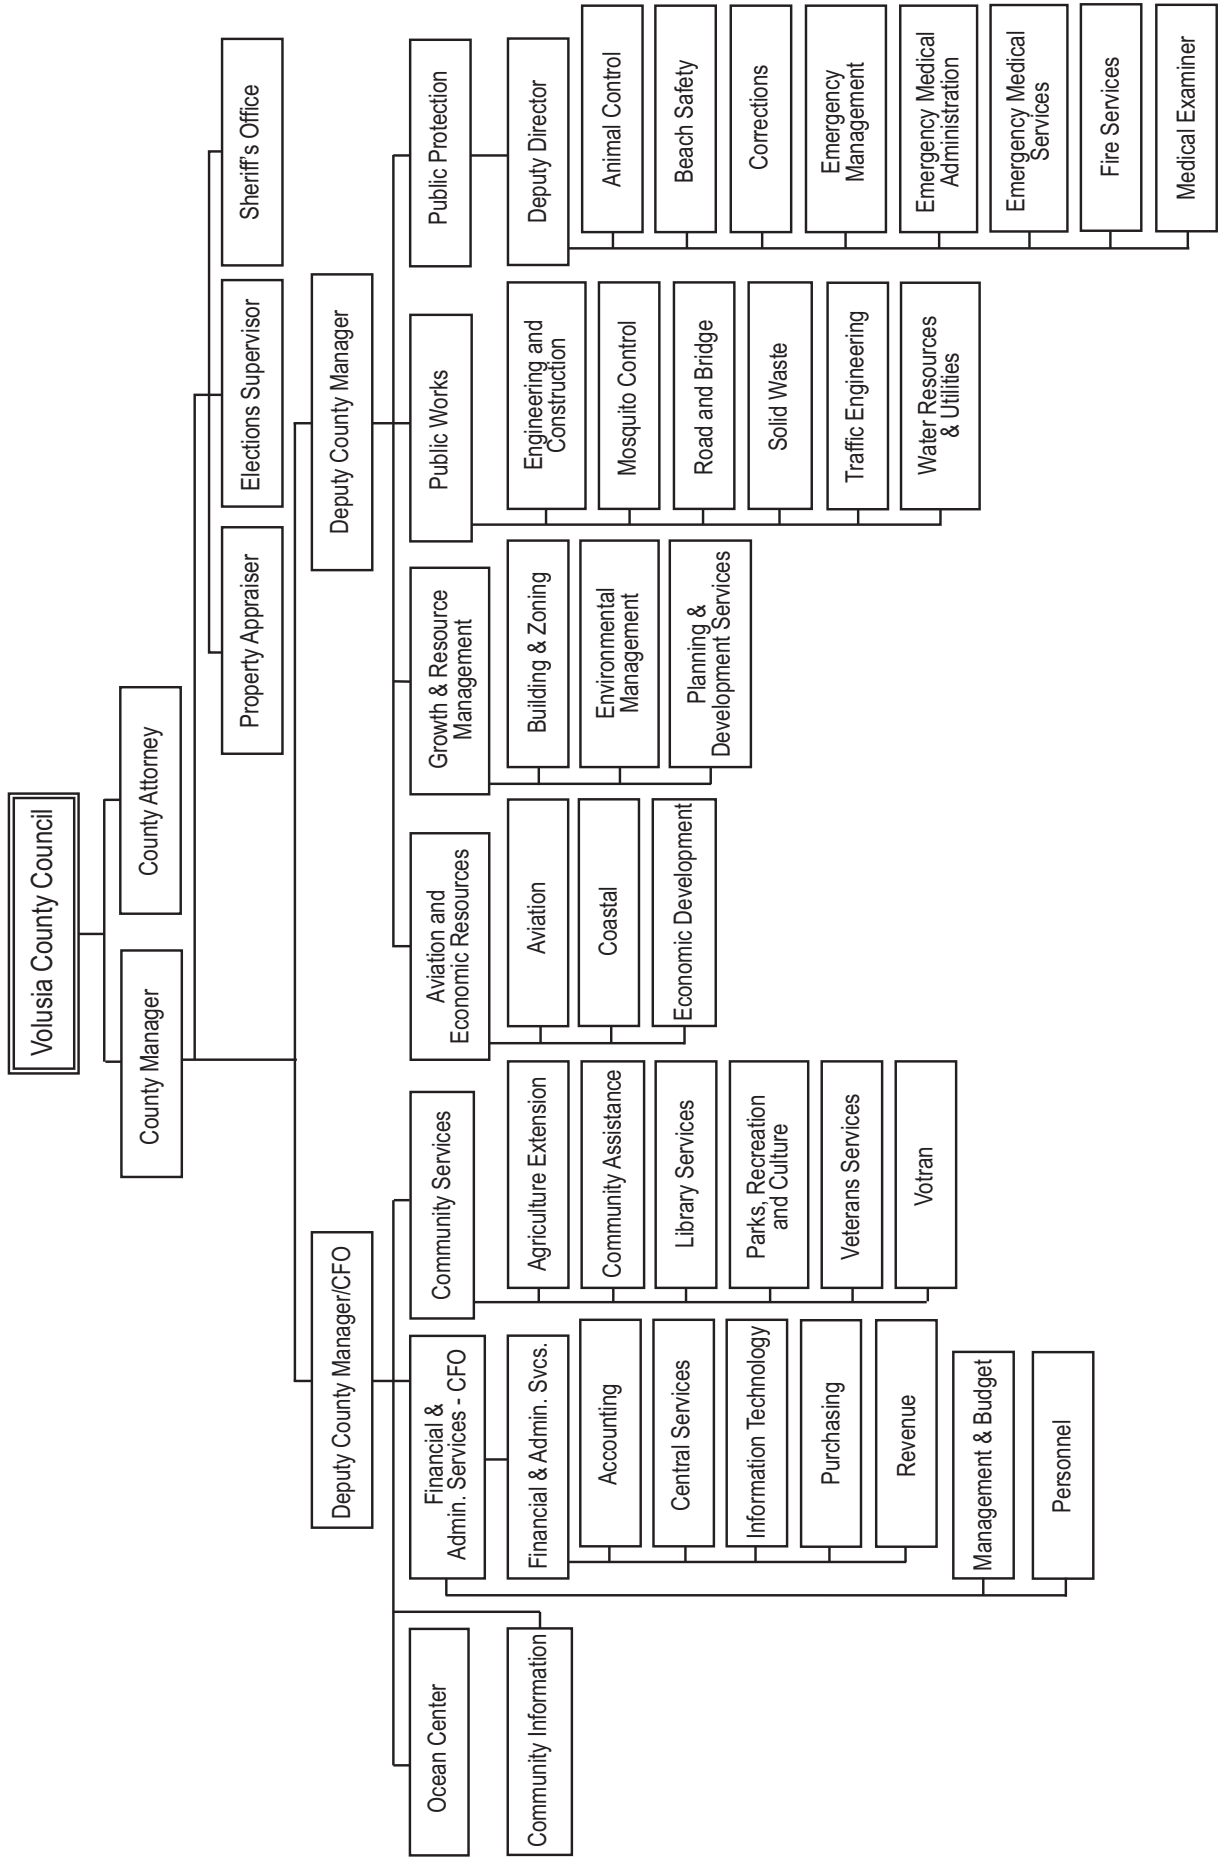 Volusia County Council
County Manager
County Attorney
Property Appraiser
Elections Supervisor
Sheriff's Office
Deputy County Manager/CFO
Deputy County Manager
Ocean Center
Community Information
Financial &
Admin. Services - CFO
Financial & Admin. Svcs.
Accounting
Central Services
Information Technology
Purchasing
Revenue
Management & Budget
Personnel
Community Services
Agriculture Extension
Community Assistance
Library Services
Parks, Recreation
and Culture
Veterans Services
Votran
Aviation and
Economic Resources
Aviation
Coastal
Economic Development
Growth & Resource
Management
Building & Zoning
Environmental
Management
Planning &
Development Services
Public Works
Engineering and
Construction
Mosquito Control
Road and Bridge
Solid Waste
Traffic Engineering
Water Resources
& Utilities
Public Protection
Deputy Director
Animal Control
Beach Safety
Corrections
Emergency
Management
Emergency Medical
Administration
Emergency Medical
Services
Fire Services
Medical Examiner